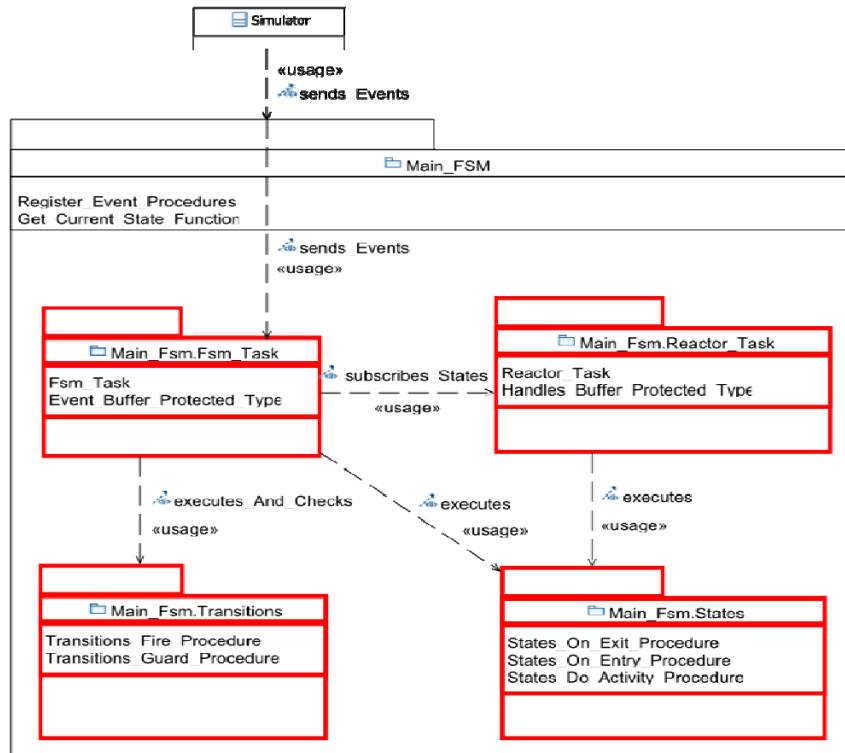 Simulator
«usage»
sends_Events
Main_FSM
Register_Event_Procedures
Get_Current_State_Function
sends_Events
«usage»
Main_Fsm.Fsm_Task
Fsm_Task
Event_Buffer_Protected_Type
subscribes_States
«usage»
Main_Fsm.Reactor_Task
Reactor_Task
Handles_Buffer_Protected_Type
executes_And_Checks
«usage»
executes
«usage»
executes
«usage»
Main_Fsm.Transitions
Transitions_Fire_Procedure
Transitions_Guard_Procedure
Main_Fsm.States
States_On_Exit_Procedure
States_On_Entry_Procedure
States_Do_Activity_Procedure